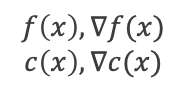 f(x), ∇f(x)
c(x), ∇c(x)